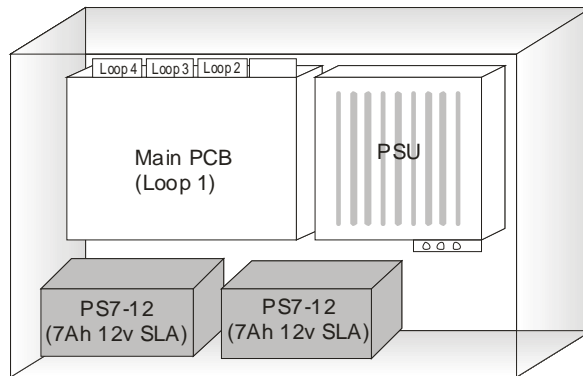 Loop 4 Loop 3 Loop 2
Main PCB
(Loop 1)
PSU
PS7-12
(7Ah 12v SLA)
PS7-12
(7Ah 12v SLA)